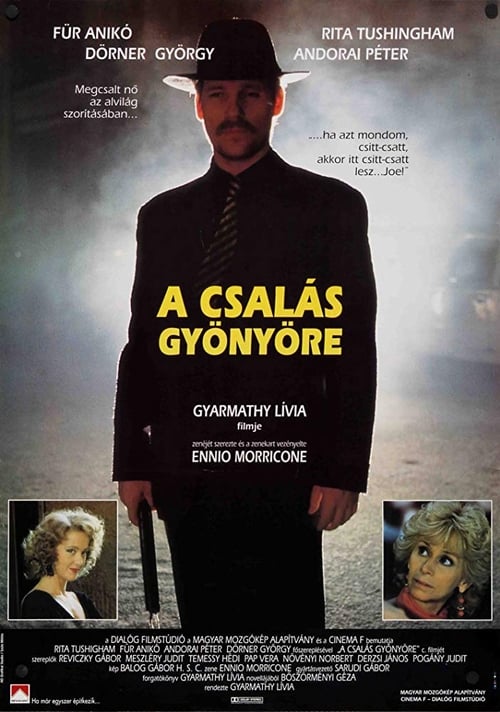 FÜR ANIKÓ
DÖRNER GYÖRGY
RITA TUSHINGHAM
ANDORAI PÉTER
Megcsalt nő
az alvilág
szorításában...
.....ha azt mondom,
csitt-csatt,
akkor itt csitt-csatt
lesz...Joe!"
A CSALÁS
GYÖNYÖRE
GYARMATHY LÍVIA
filmje
zenéjét szerezte és a zenekart vezényelte
ENNIO MORRICONE
a DIALÓG FILMSTÚDIÓ a MAGYAR MOZGÓKÉP ALAPÍTVÁNY és a CINEMA F bemutatja
RITA TUSHIGHAM FÜR ANIKÓ ANDORAI PÉTER DÖRNER GYÖRGY főszereplésével „A CSALÁS GYÖNYÖRE" c. filmjét
szereplők REVICZKY GÁBOR MESZLÉRY JUDIT TEMESSY HÉDI PAP VERA NÖVÉNYI NORBERT DERZSI JÁNOS POGÁNY JUDIT
kép BALOG GÁBOR H. S. C. zene ENNIO MORRICONE gyártásvezető SARUDI GÁBOR
forgatókönyv GYARMATHY LÍVIA novellájából BÖSZÖRMÉNYI GÉZA
rendezte GYARMATHY LÍVIA
Marlboro
Ha már egyszer építkezik...
DOLBY STEREO
MAGYAR MOZGÓKÉP ALAPÍTVÁNY
CINEMA F – DIALÓG FILMSTÚDIÓ